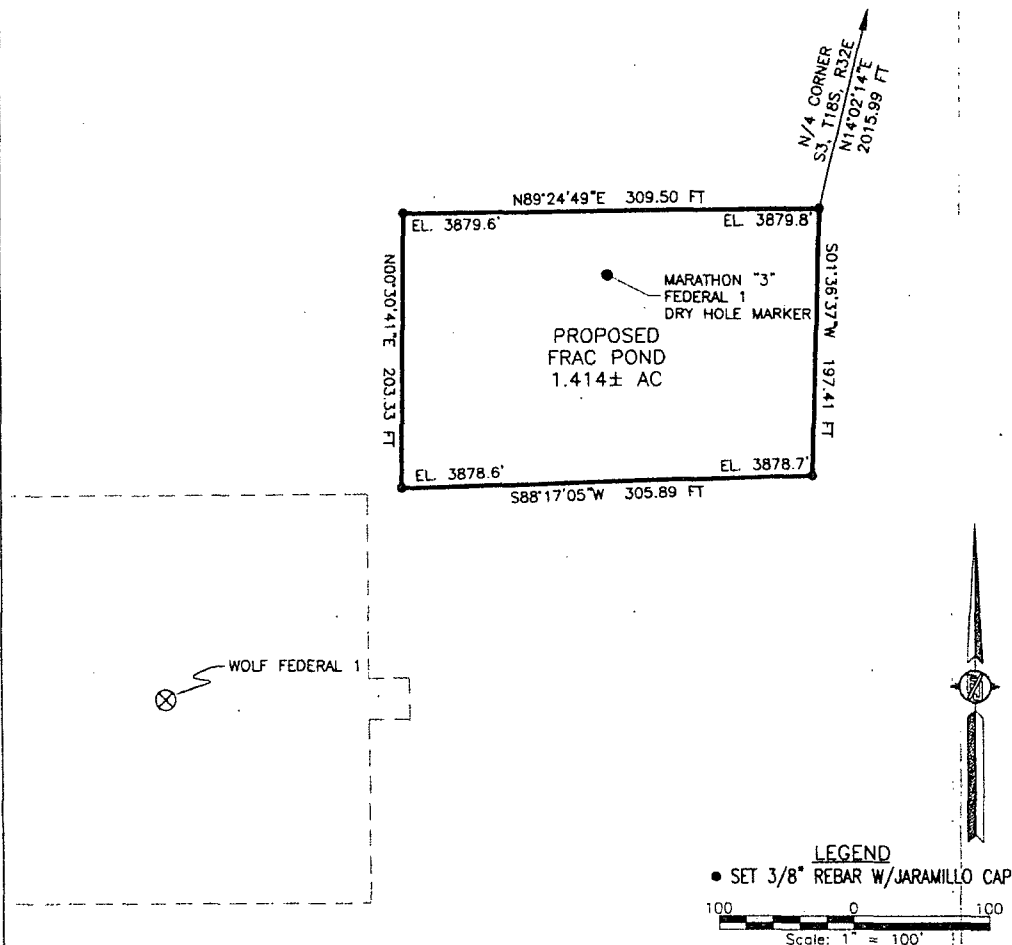 N/4 CORNER
S3, T18S, R32E
N14°02'14"E
2015.99 FT
N89°24'49"E 309.50 FT
EL. 3879.6'
EL. 3879.8'
N00°30'41"E 203.33 FT
S01°36'37"W 197.41 FT
MARATHON "3"
FEDERAL 1
DRY HOLE MARKER
PROPOSED
FRAC POND
1.414± AC
EL. 3878.6'
EL. 3878.7'
S88°17'05"W 305.89 FT
WOLF FEDERAL 1
LEGEND
SET 3/8" REBAR W/JARAMILLO CAP
100 0 100
Scale: 1" = 100'